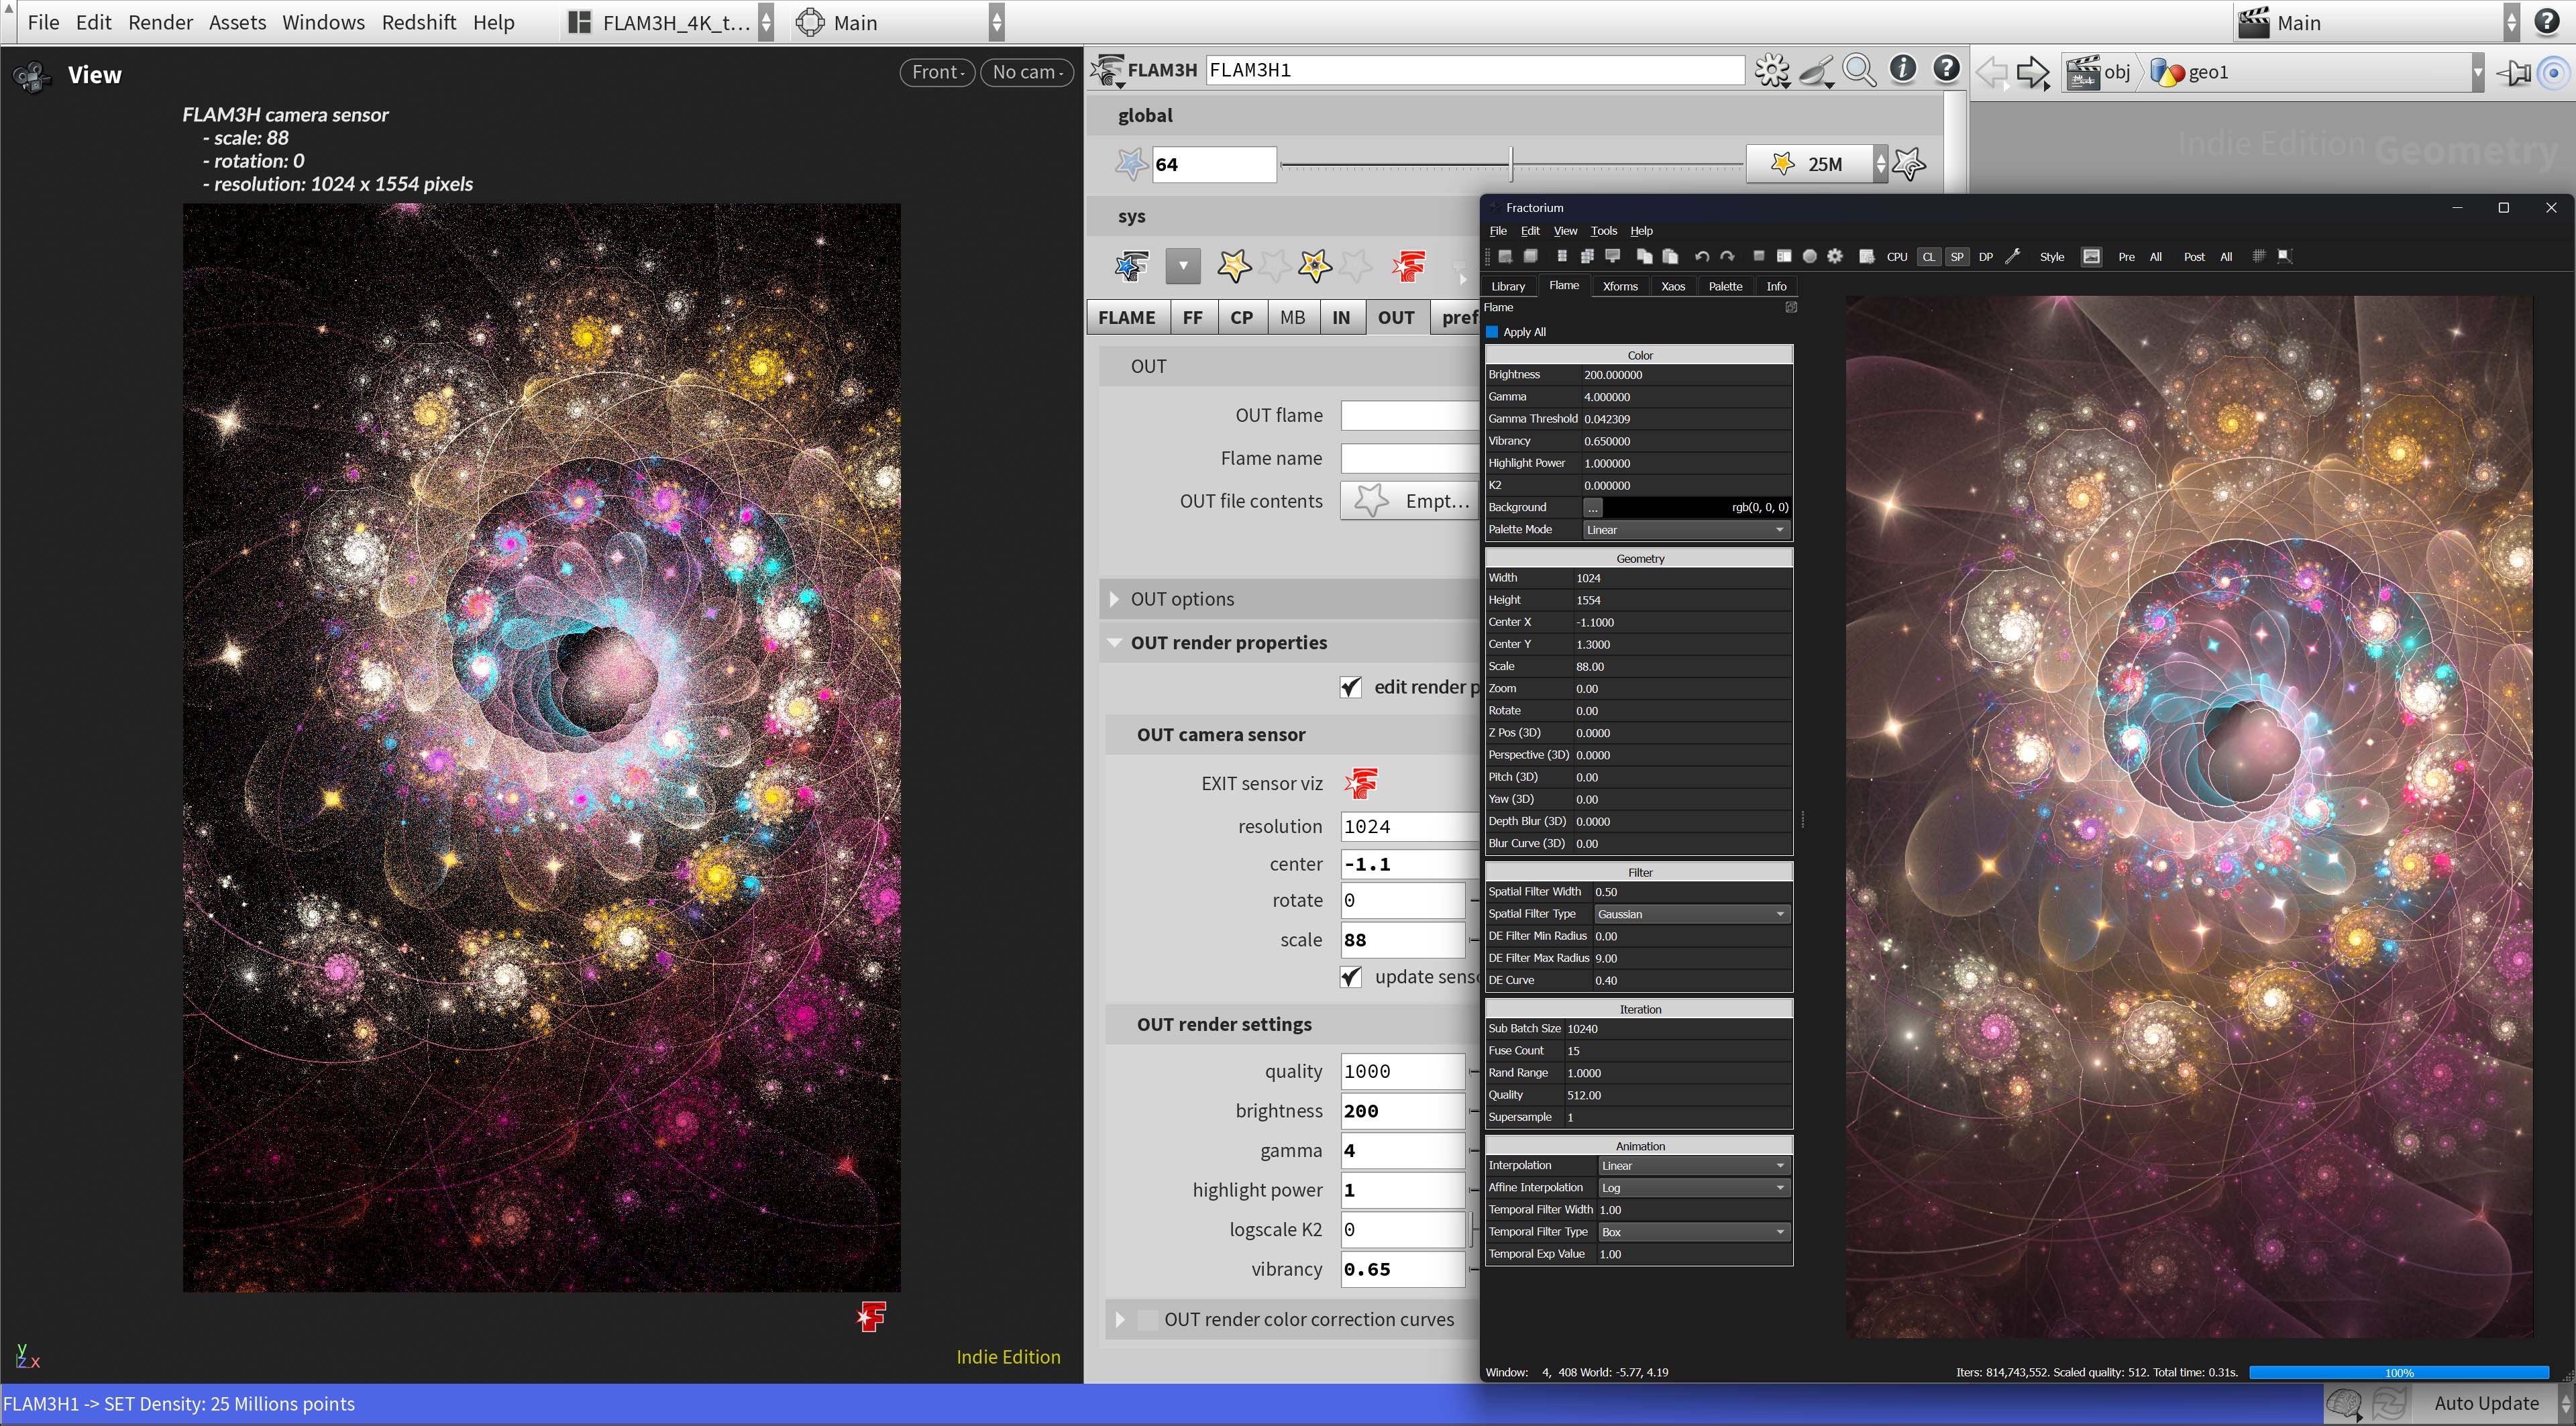 File Edit Render Assets Windows Redshift Help FLAM3H_4K_t... Main Main
View Front No cam
FLAM3H camera sensor
- scale: 88
- rotation: 0
- resolution: 1024 x 1554 pixels
Indie Edition
y
z x
FLAM3H1 -> SET Density: 25 Millions points
Auto Update
FLAM3H FLAM3H1
obj geo1
Indie Edition Geometry
global
64 25M
sys
FLAME FF CP MB IN OUT pref
OUT
OUT flame
Flame name
OUT file contents Empt...
OUT options
OUT render properties
edit render p
OUT camera sensor
EXIT sensor viz
resolution 1024
center -1.1
rotate 0
scale 88
update senso
OUT render settings
quality 1000
brightness 200
gamma 4
highlight power 1
logscale K2 0
vibrancy 0.65
OUT render color correction curves
Fractorium
File Edit View Tools Help
CPU CL SP DP Style Pre All Post All
Library Flame Xforms Xaos Palette Info
Flame
Apply All
Color
Brightness 200.000000
Gamma 4.000000
Gamma Threshold 0.042309
Vibrancy 0.650000
Highlight Power 1.000000
K2 0.000000
Background ... rgb(0, 0, 0)
Palette Mode Linear
Geometry
Width 1024
Height 1554
Center X -1.1000
Center Y 1.3000
Scale 88.00
Zoom 0.00
Rotate 0.00
Z Pos (3D) 0.0000
Perspective (3D) 0.0000
Pitch (3D) 0.00
Yaw (3D) 0.00
Depth Blur (3D) 0.0000
Blur Curve (3D) 0.00
Filter
Spatial Filter Width 0.50
Spatial Filter Type Gaussian
DE Filter Min Radius 0.00
DE Filter Max Radius 9.00
DE Curve 0.40
Iteration
Sub Batch Size 10240
Fuse Count 15
Rand Range 1.0000
Quality 512.00
Supersample 1
Animation
Interpolation Linear
Affine Interpolation Log
Temporal Filter Width 1.00
Temporal Filter Type Box
Temporal Exp Value 1.00
Window: 4, 408 World: -5.77, 4.19
Iters: 814,743,552. Scaled quality: 512. Total time: 0.31s. 100%